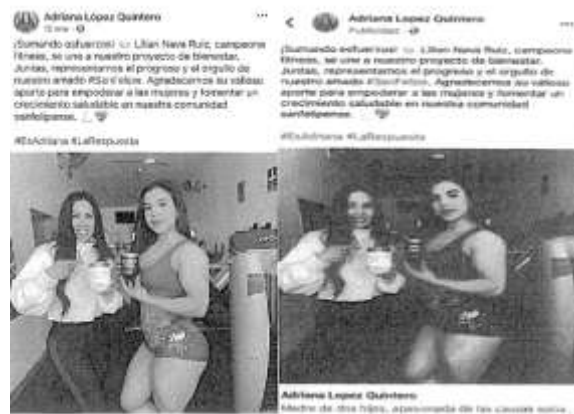 Adriana López Quintero
¡Sumando esfuerzos! Lilian Nava Ruiz, campeona
fitness, se une a nuestro proyecto de bienestar.
Juntas, representamos el progreso y el orgullo de
nuestro amado
Agradecemos su valioso
aporte para empoderar a las mujeres y fomentar un
crecimiento saludable en nuestra comunidad
sanfelipense.
#EsAdriana #LaRespuesta
Adriana Lopez Quintero
Publicidad
¡Sumando esfuerzos! Lilian Nava Ruiz, campeona
fitness, se une a nuestro proyecto de bienestar.
Juntas, representamos el progreso y el orgullo de
nuestro amado #SanFelipe. Agradecemos su valioso
aporte para empoderar a las mujeres y fomentar un
crecimiento saludable en nuestra comunidad
sanfelipense.
#EsAdriana #LaRespuesta
Adriana Lopez Quintero
Madre de dos hijos, apasionada de las causas